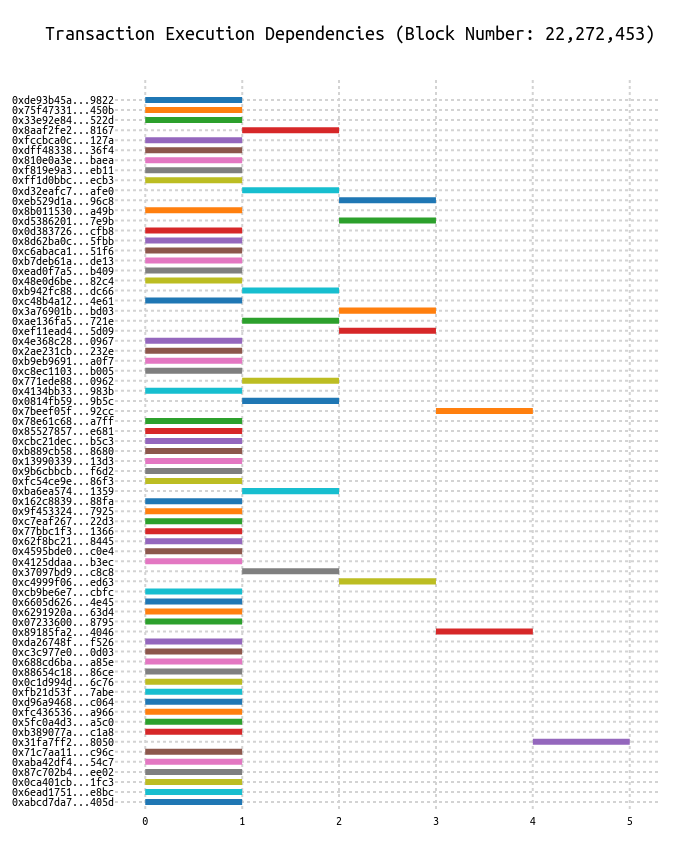 Transaction Execution Dependencies (Block Number: 22,272,453)
0xde93b45a...9822
0x75f47331...450b
0x33e92e84...522d
0x8aaf2fe2...8167
0xfccbca0c...127a
0xdff48338...36f4
0x810e0a3e...baea
0xf819e9a3...eb11
0xff1d0bbc...ecb3
0xd32eafc7...afe0
0xeb529d1a...96c8
0x8b011530...a49b
0xd5386201...7e9b
0x0d383726...cfb8
0x8d62ba0c...5fbb
0xc6abaca1...51f6
0xb7deb61a...de13
0xead0f7a5...b409
0x48e0d6be...82c4
0xb942fc88...dc66
0xc48b4a12...4e61
0x3a76901b...bd03
0xae136fa5...721e
0xef11ead4...5d09
0x4e368c28...0967
0x2ae231cb...232e
0xb9eb9691...a0f7
0xc8ec1103...b005
0x771ede88...0962
0x4134bb33...983b
0x0814fb59...9b5c
0x7beef05f...92cc
0x78e61c68...a7ff
0x85527857...e681
0xcbc21dec...b5c3
0xb889cb58...8680
0x13990339...13d3
0x9b6cbbcb...f6d2
0xfc54ce9e...86f3
0xba6ea574...1359
0x162c8839...88fa
0x9f453324...7925
0xc7eaf267...22d3
0x77bbc1f3...1366
0x62f8bc21...8445
0x4595bde0...c0e4
0x4125ddaa...b3ec
0x37097bd9...c8c8
0xc4999f06...ed63
0xcb9be6e7...cbfc
0x6605d626...4e45
0x6291920a...63d4
0x07233600...8795
0x89185fa2...4046
0xda26748f...f526
0xc3c977e0...0d03
0x688cd6ba...a85e
0x88654c18...86ce
0x0c1d994d...6c76
0xfb21d53f...7abe
0xd96a9468...c064
0xfc436536...a966
0x5fc0a4d3...a5c0
0xb389077a...c1a8
0x31fa7ff2...8050
0x71c7aa11...c96c
0xaba42df4...54c7
0x87c702b4...ee02
0x0ca401cb...1fc3
0x6ead1751...e8bc
0xabcd7da7...405d
0 1 2 3 4 5